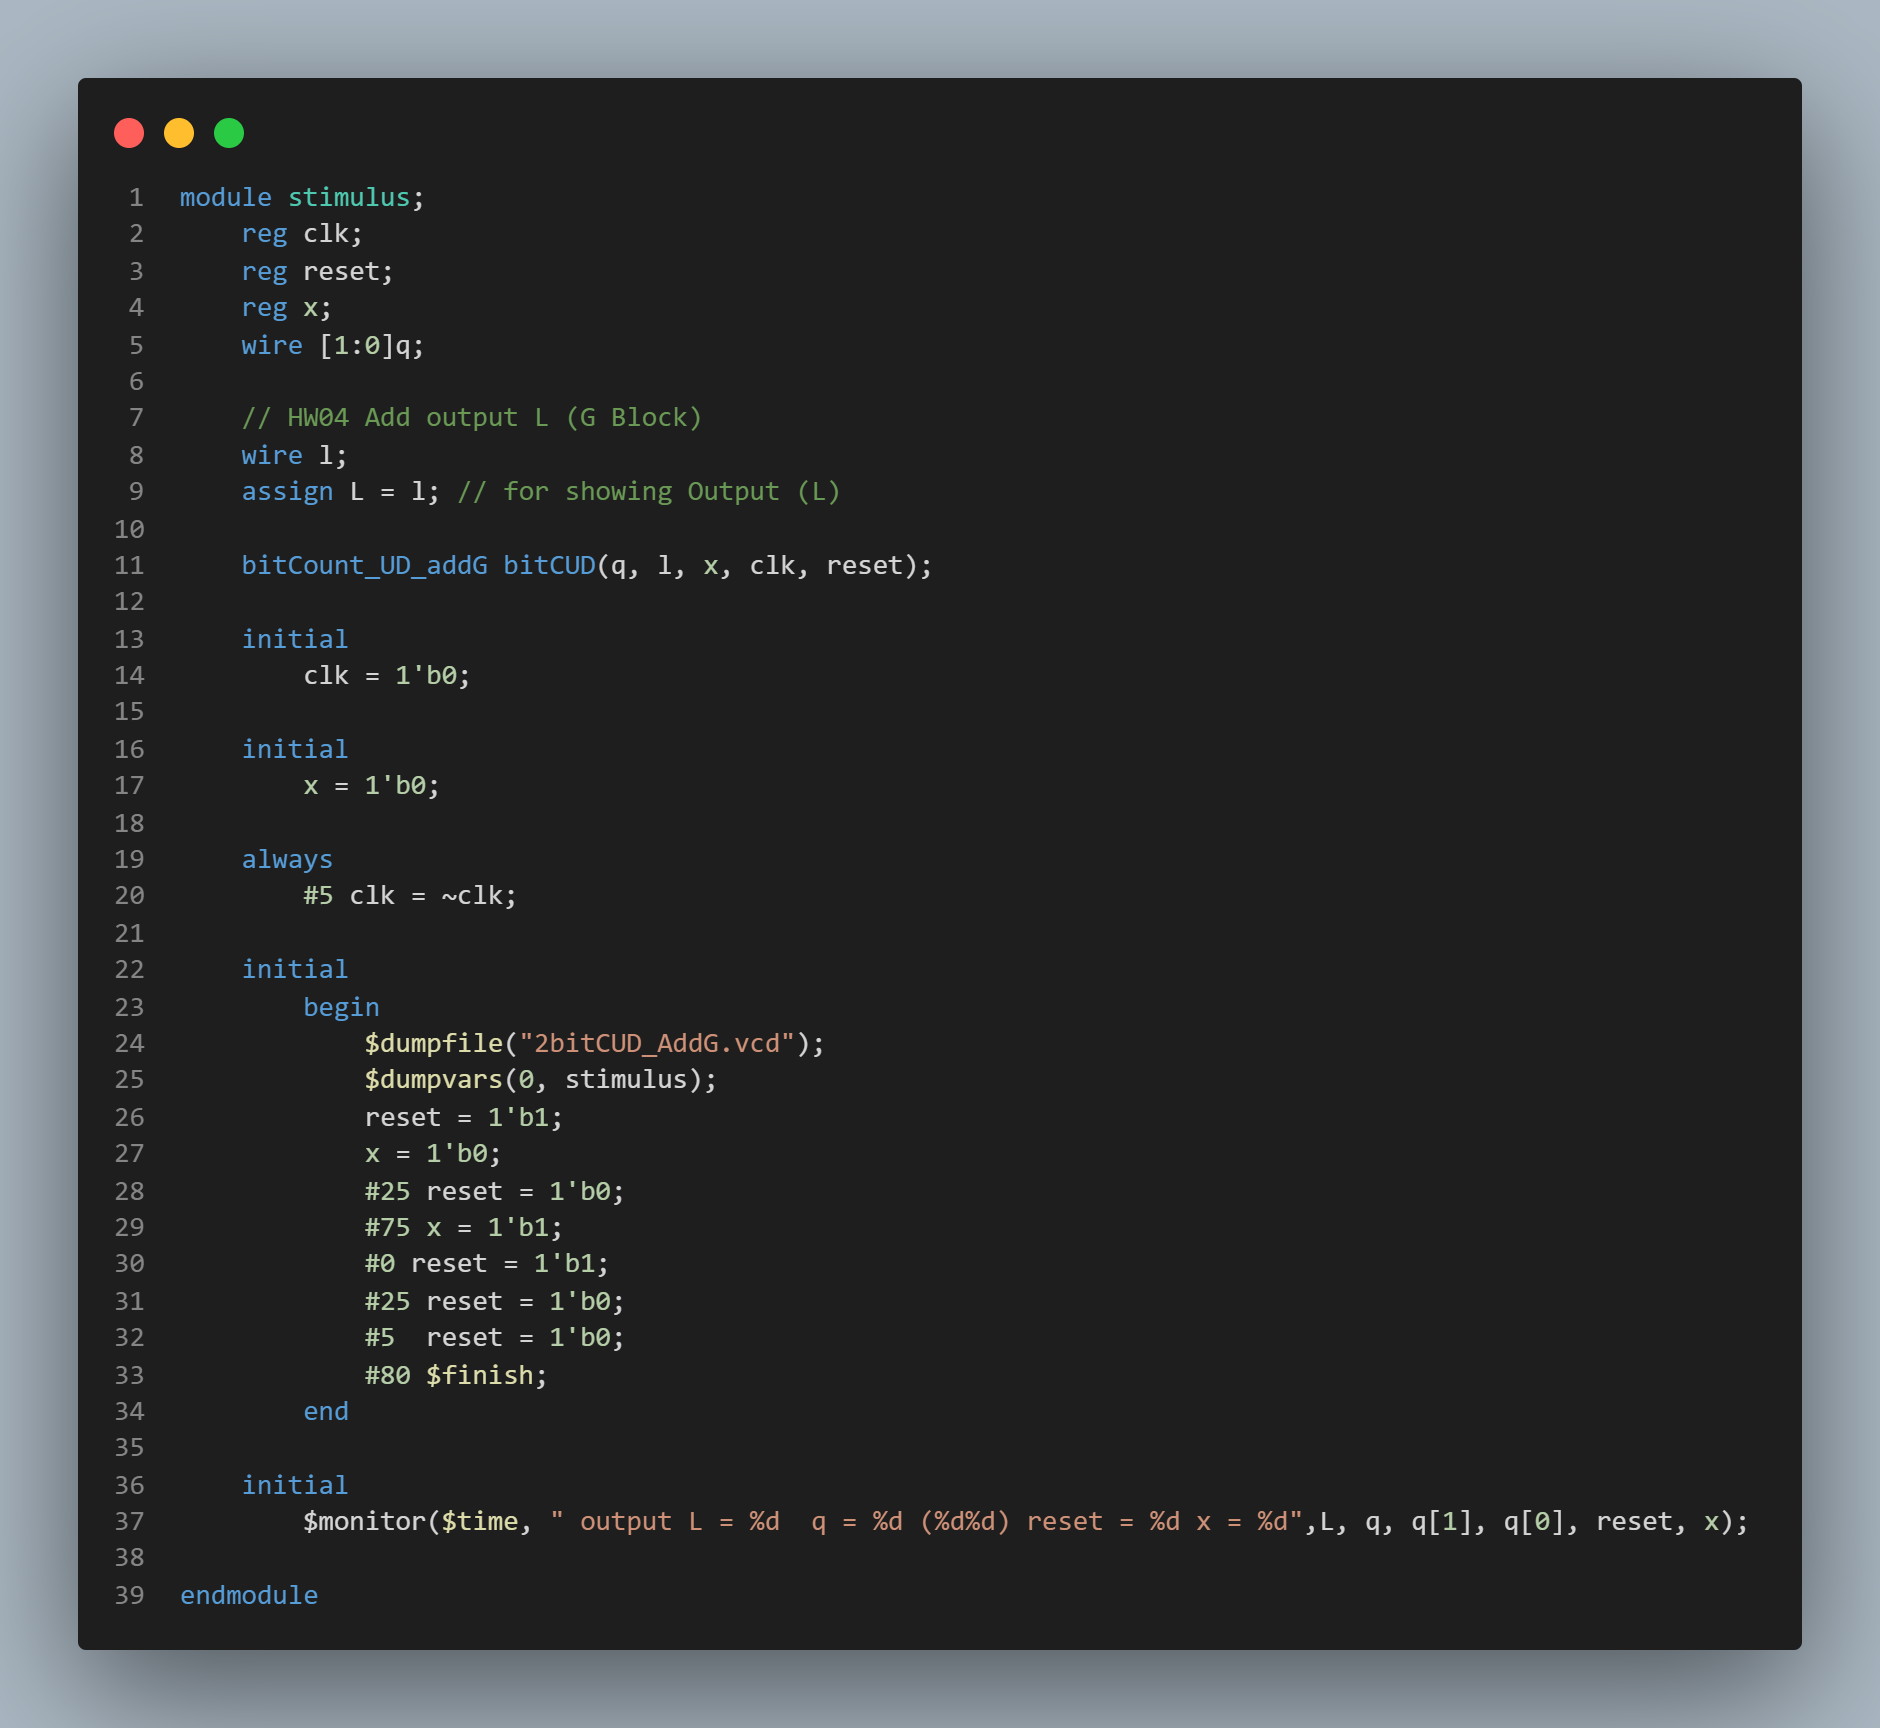 1 module stimulus;
2     reg clk;
3     reg reset;
4     reg x;
5     wire [1:0]q;
6
7     // HW04 Add output L (G Block)
8     wire l;
9     assign L = l; // for showing Output (L)
10
11     bitCount_UD_addG bitCUD(q, l, x, clk, reset);
12
13     initial
14         clk = 1'b0;
15
16     initial
17         x = 1'b0;
18
19     always
20         #5 clk = ~clk;
21
22     initial
23         begin
24             $dumpfile("2bitCUD_AddG.vcd");
25             $dumpvars(0, stimulus);
26             reset = 1'b1;
27             x = 1'b0;
28             #25 reset = 1'b0;
29             #75 x = 1'b1;
30             #0 reset = 1'b1;
31             #25 reset = 1'b0;
32             #5  reset = 1'b0;
33             #80 $finish;
34         end
35
36     initial
37         $monitor($time, " output L = %d  q = %d (%d%d) reset = %d x = %d",L, q, q[1], q[0], reset, x);
38
39 endmodule